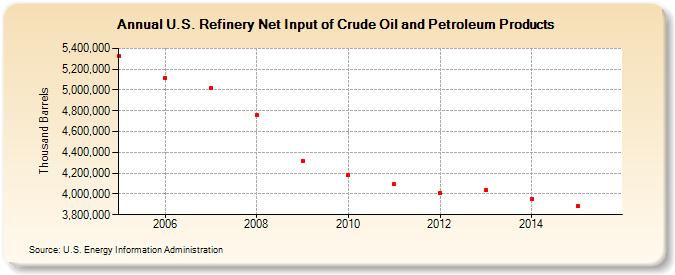 Annual U.S. Refinery Net Input of Crude Oil and Petroleum Products
Thousand Barrels
5,400,000
5,200,000
5,000,000
4,800,000
4,600,000
4,400,000
4,200,000
4,000,000
3,800,000
2006 2008 2010 2012 2014
Source: U.S. Energy Information Administration